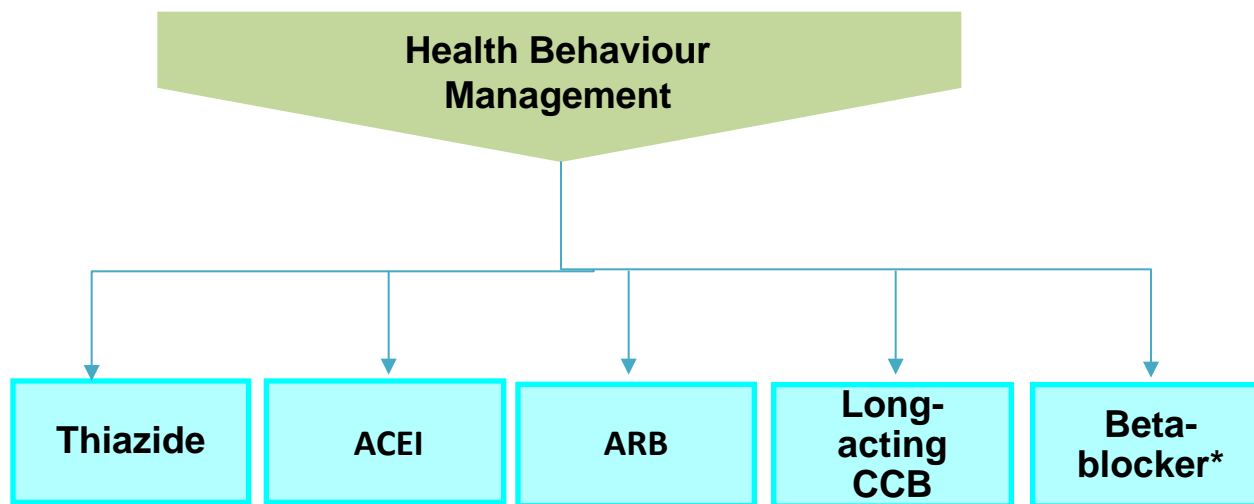 Health Behaviour
Management
Thiazide
ACEI
ARB
Long-
acting
CCB
Beta-
blocker*